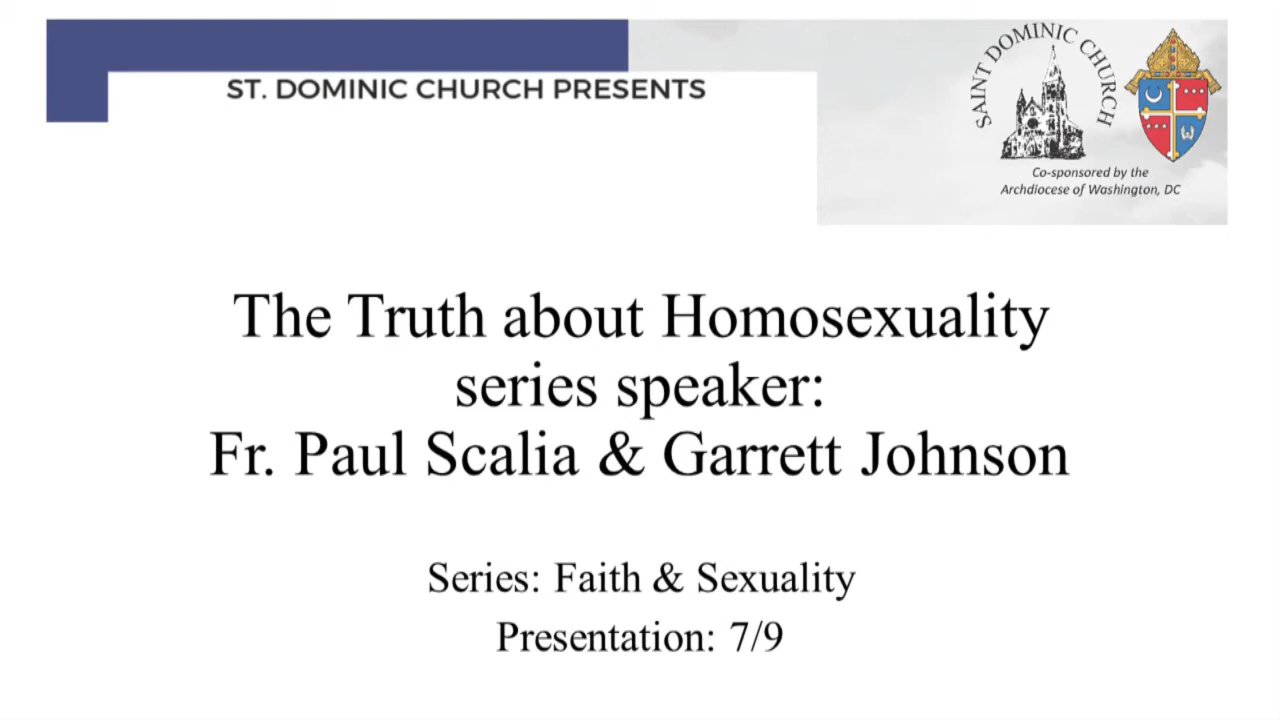 ST. DOMINIC CHURCH PRESENTS
SAINT DOMINIC CHURCH
Co-sponsored by the
Archdiocese of Washington, DC
The Truth about Homosexuality
series speaker:
Fr. Paul Scalia & Garrett Johnson
Series: Faith & Sexuality
Presentation: 7/9